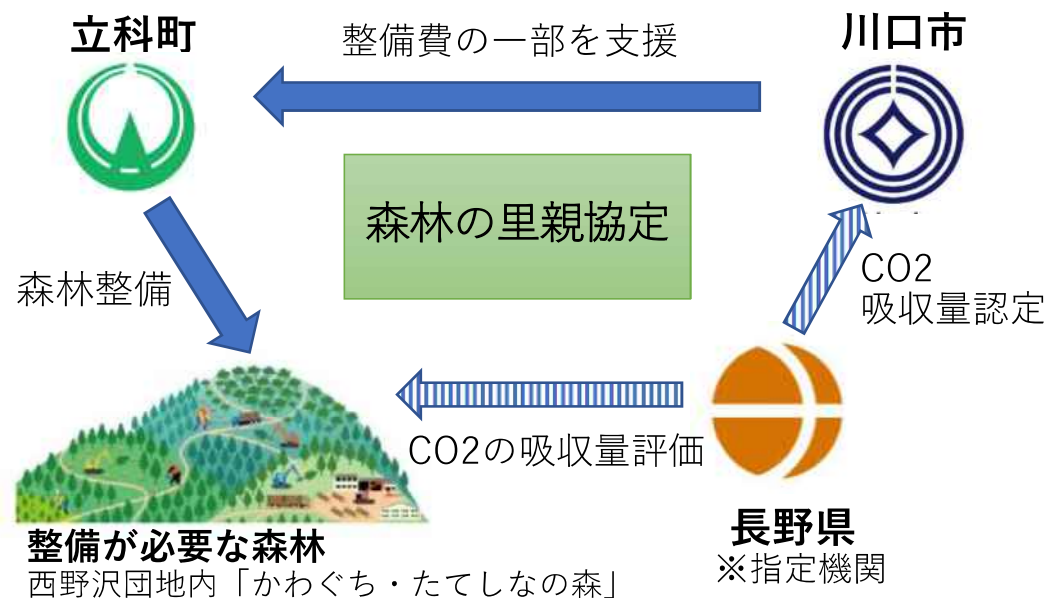 立科町
整備費の一部を支援
川口市
森林の里親協定
森林整備
CO2
吸収量認定
CO2の吸収量評価
整備が必要な森林
西野沢団地内「かわぐち・たてしなの森」
長野県
※指定機関